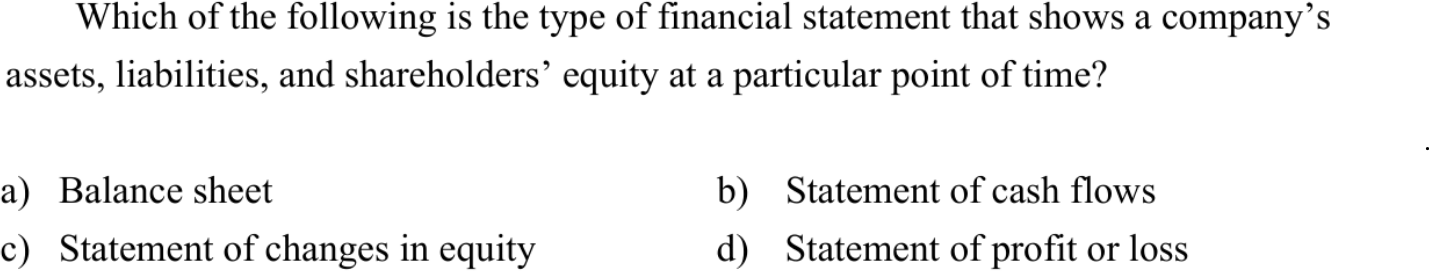 Which of the following is the type of financial statement that shows a company’s
assets, liabilities, and shareholders’ equity at a particular point of time?
a) Balance sheet b) Statement of cash flows
c) Statement of changes in equity d) Statement of profit or loss